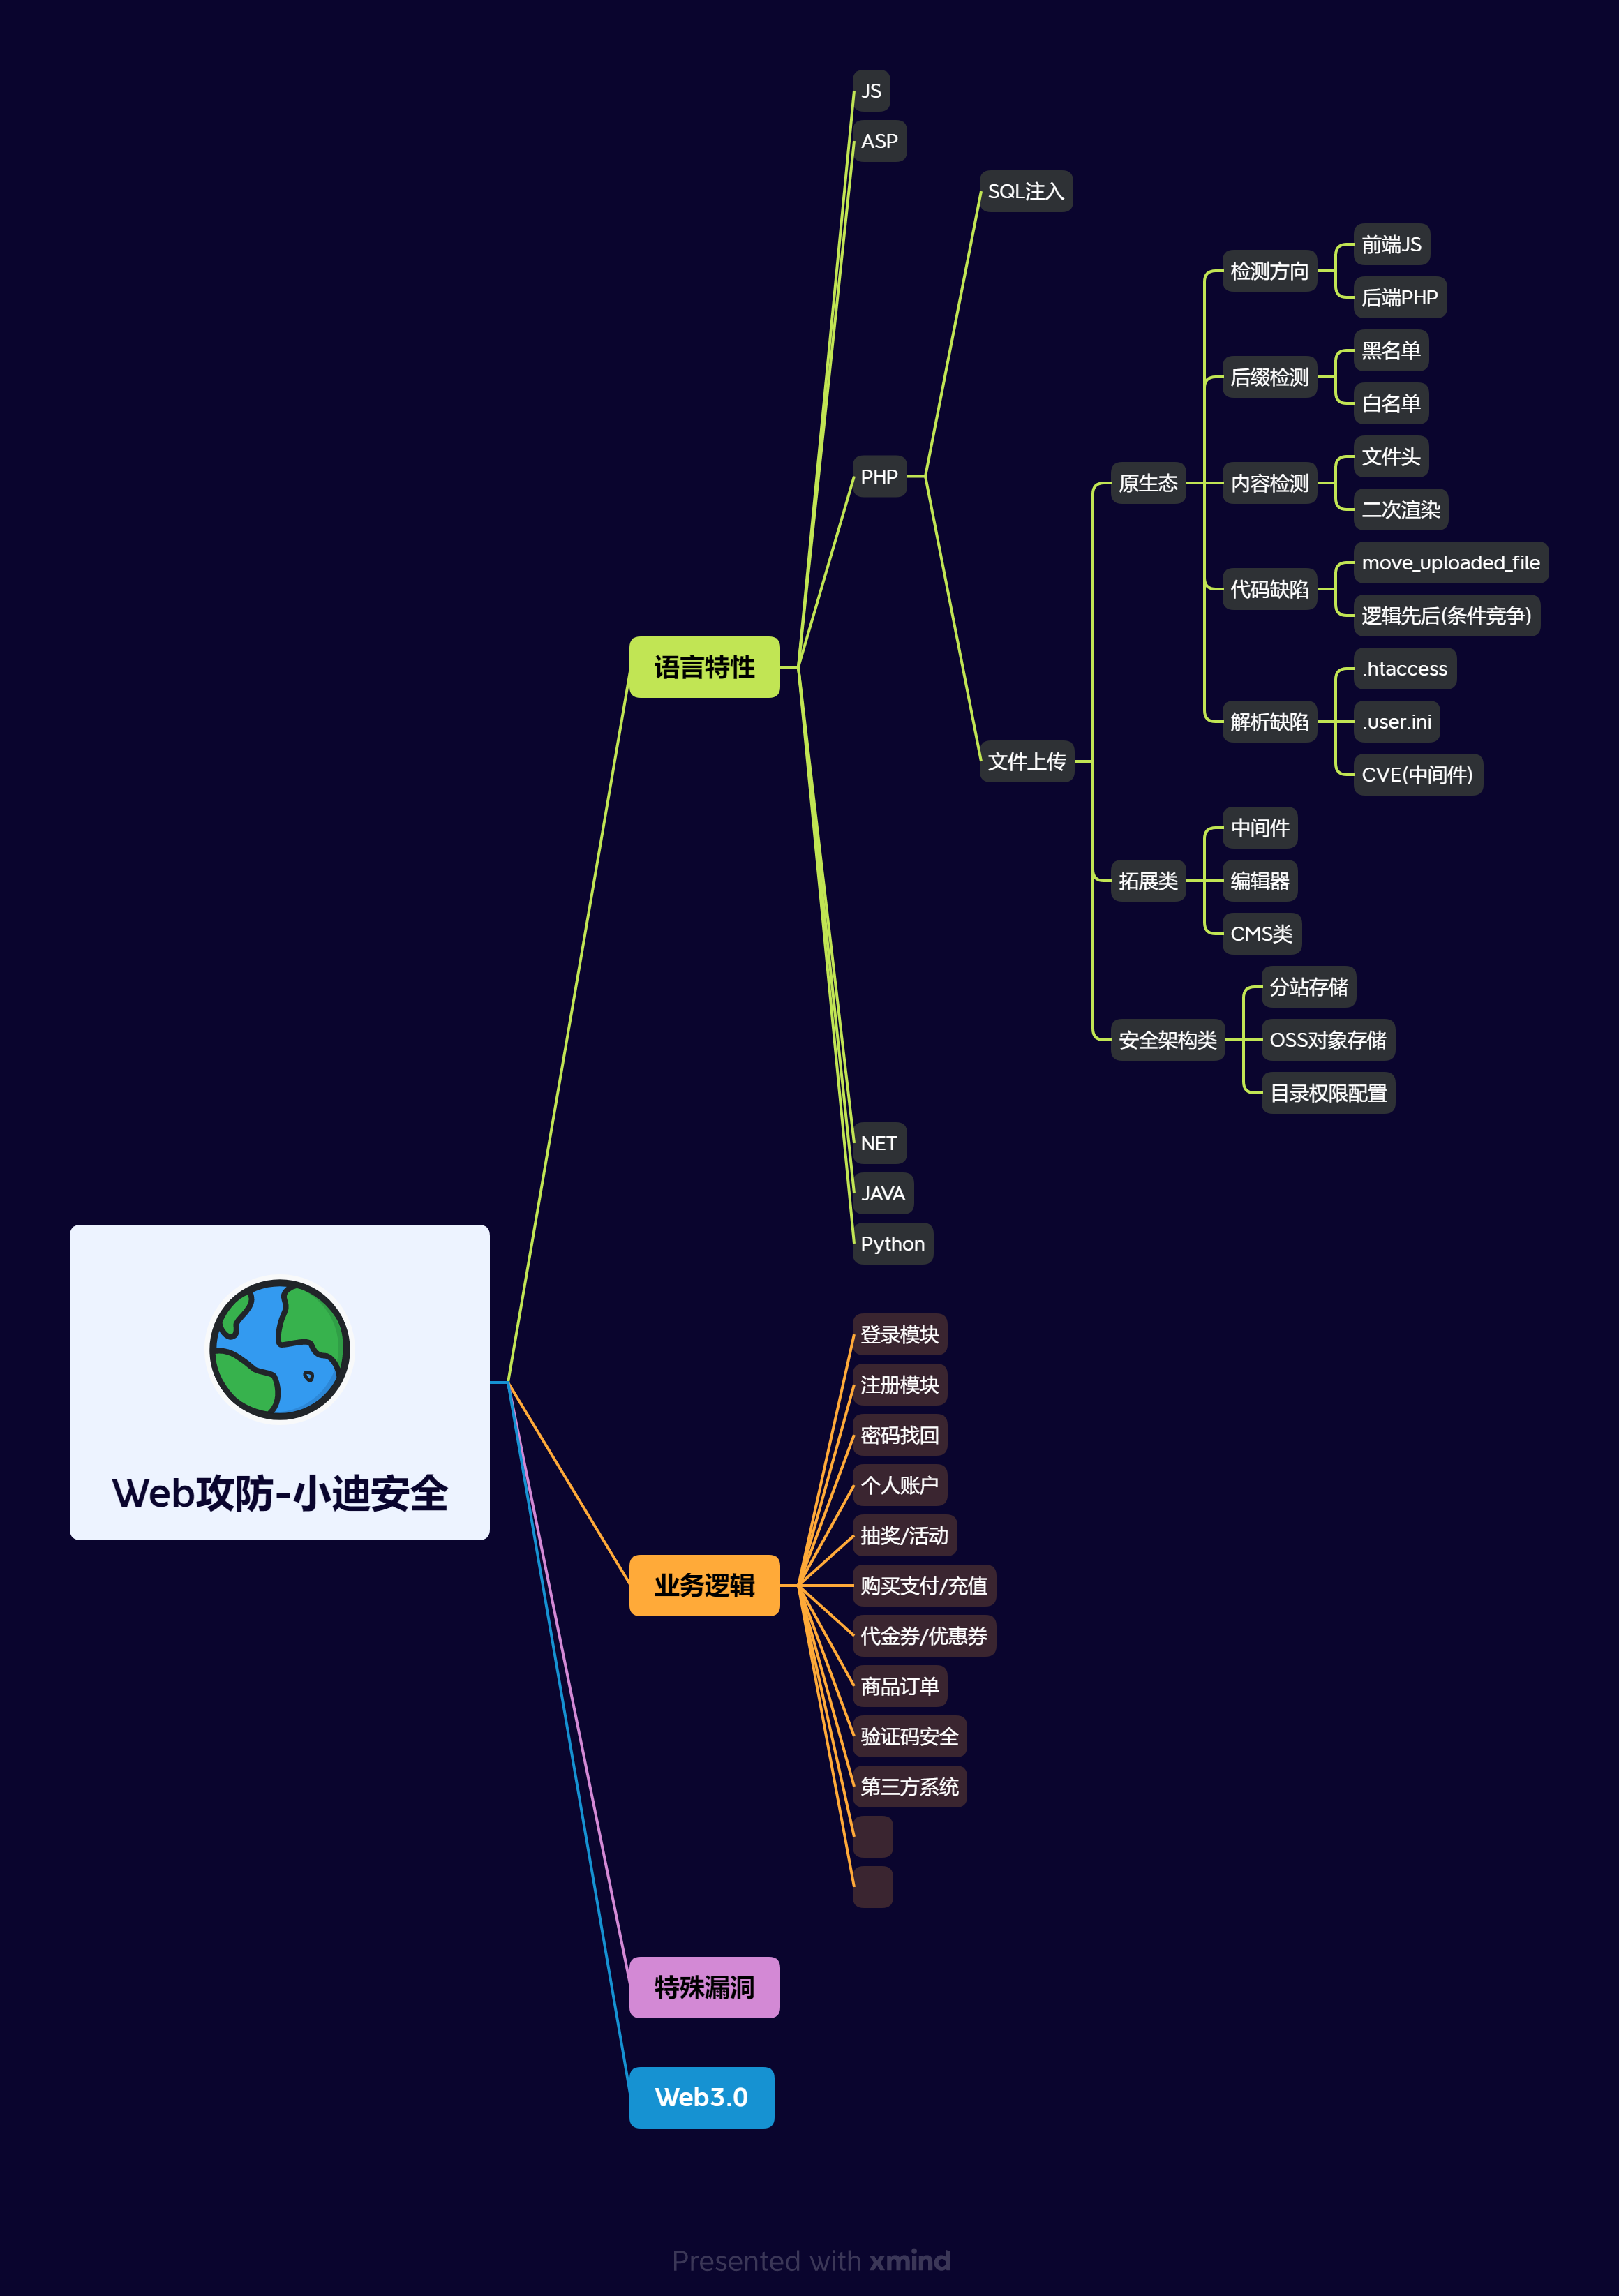 JS
ASP
SQL注入
前端JS
检测方向
后端PHP
黑名单
后缀检测
白名单
文件头
PHP
原生态
内容检测
二次渲染
move_uploaded_file
代码缺陷
逻辑先后(条件竞争)
语言特性
.htaccess
解析缺陷
.user.ini
文件上传
CVE(中间件)
中间件
拓展类
编辑器
CMS类
分站存储
安全架构类
OSS对象存储
目录权限配置
NET
JAVA
Python
登录模块
注册模块
密码找回
个人账户
Web攻防-小迪安全
抽奖/活动
业务逻辑
购买支付/充值
代金券/优惠券
商品订单
验证码安全
第三方系统
特殊漏洞
Web3.0
Presented with xmind